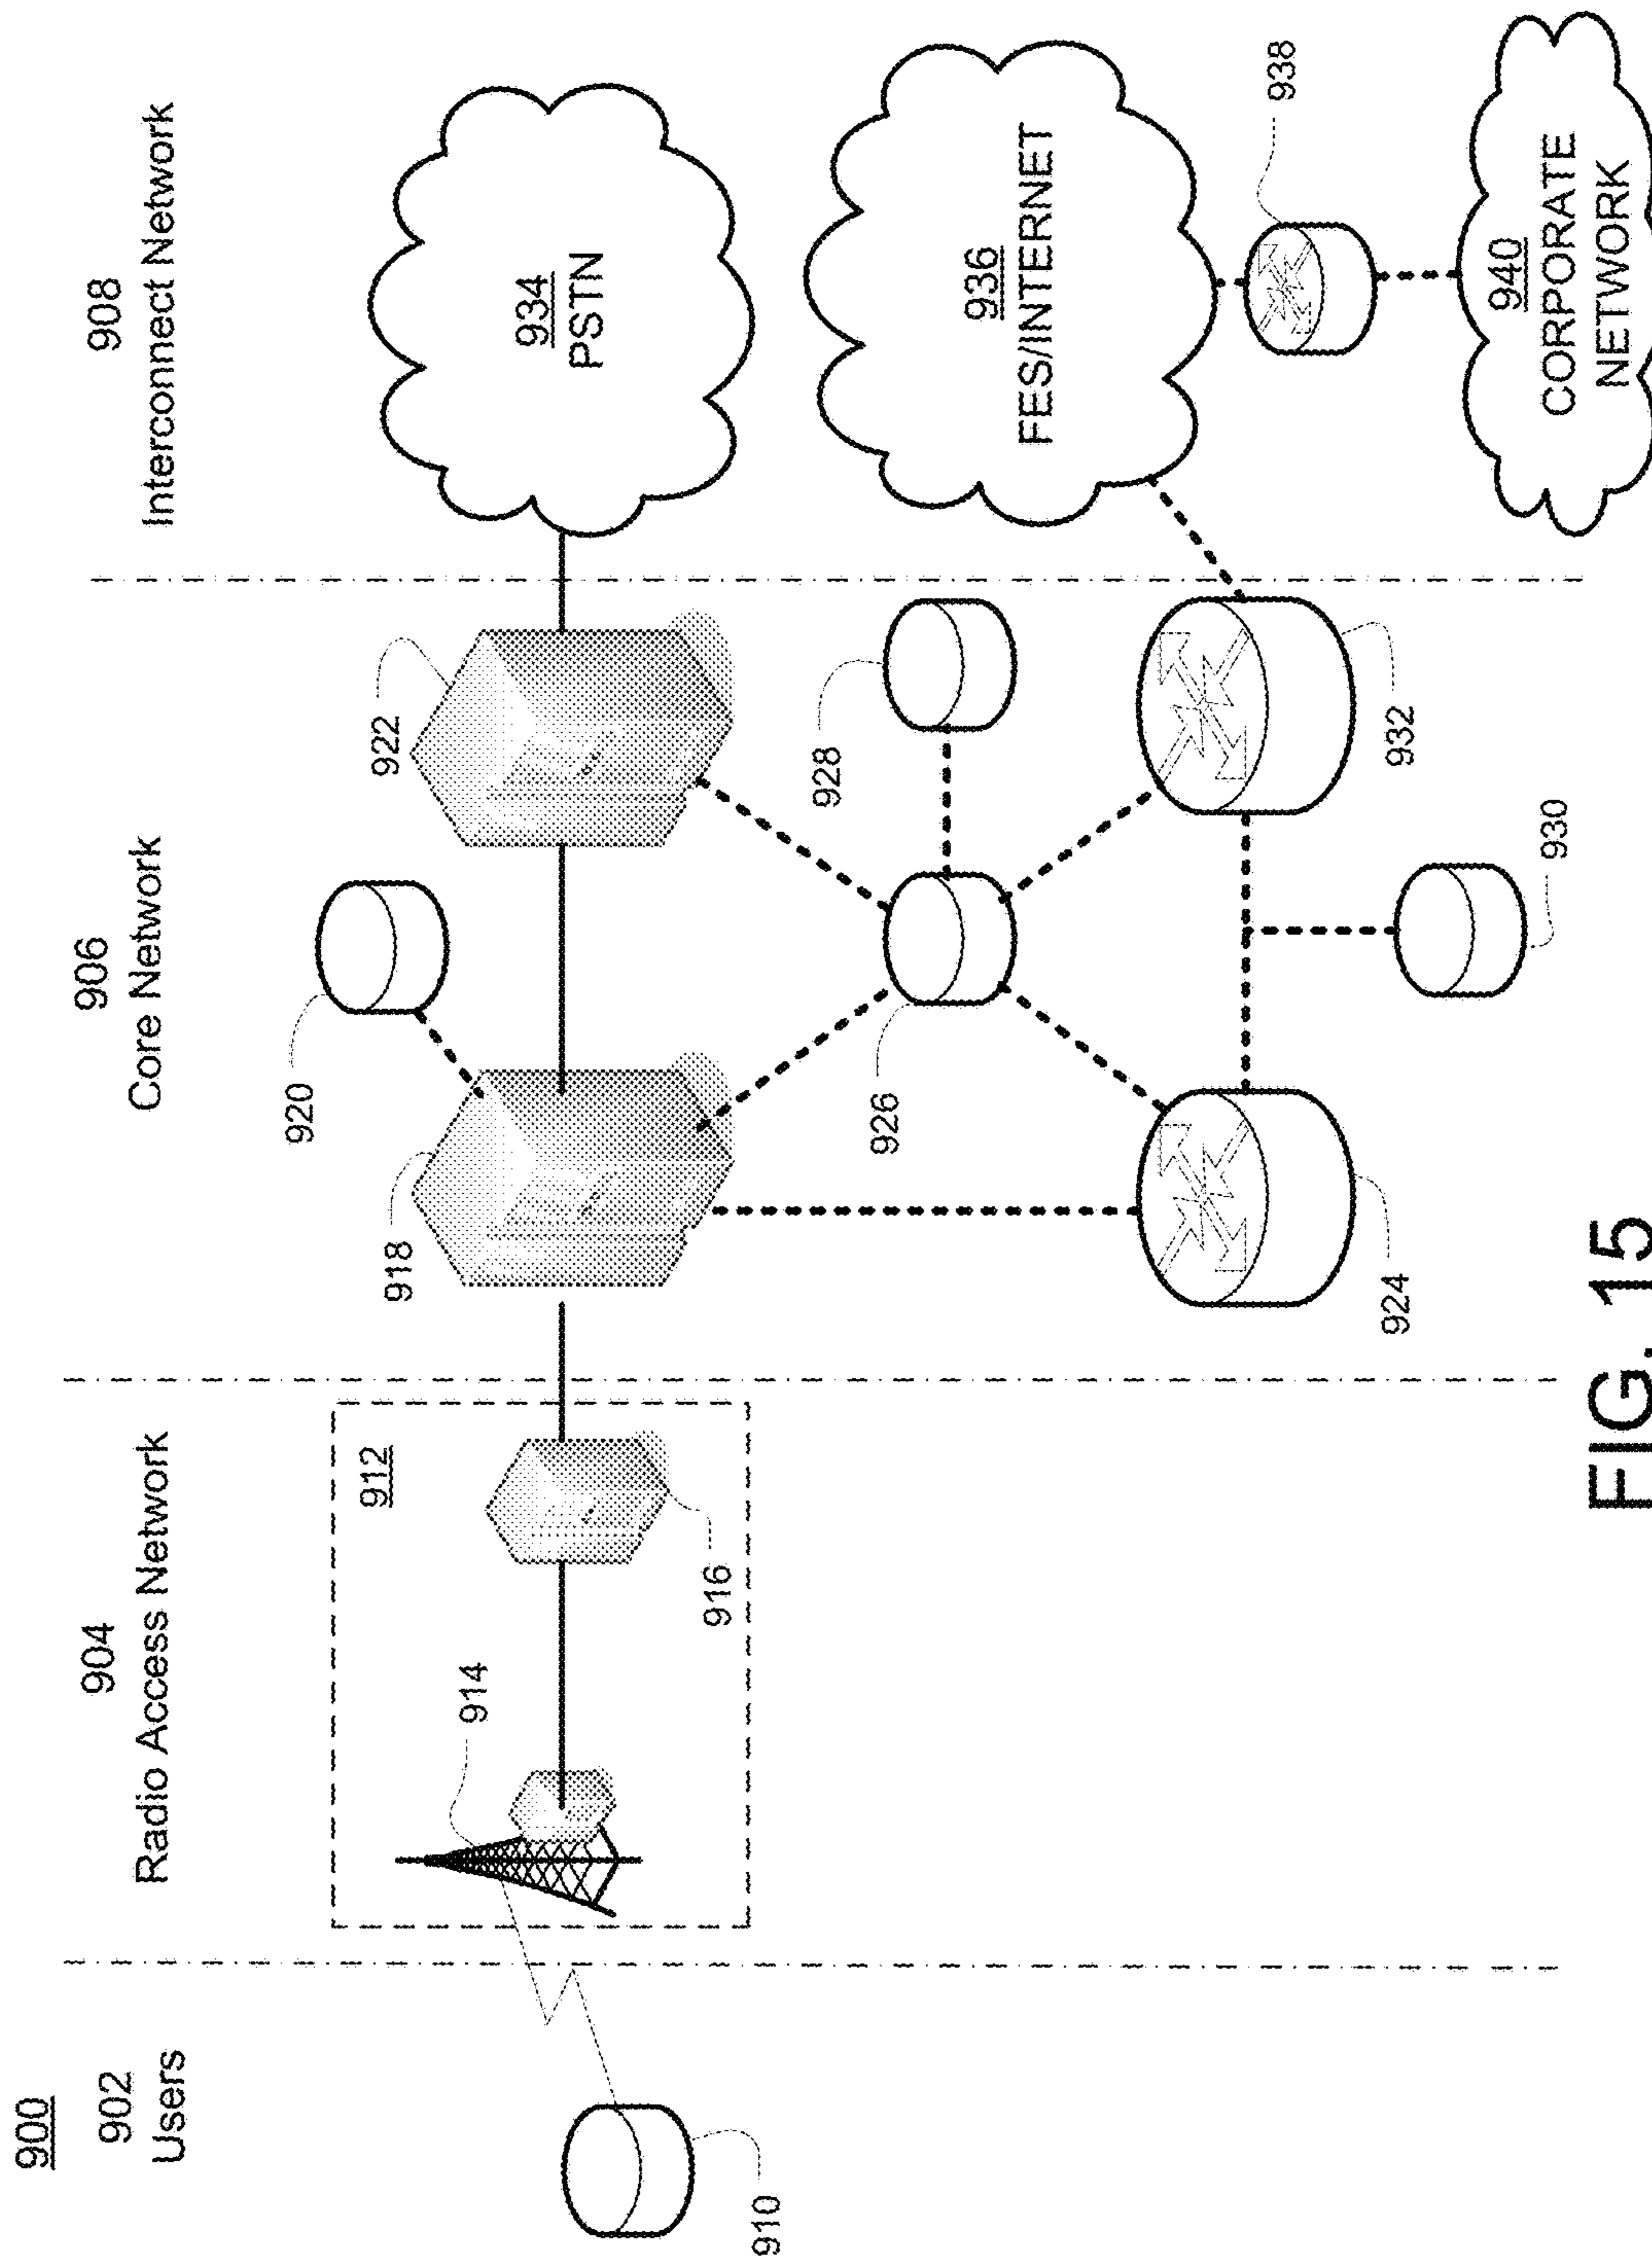 900
902
Users
904
Radio Access Network
906
Core Network
908
Interconnect Network
910
912
914
916
918
920
922
924
926
928
930
932
934
PSTN
936
FES/INTERNET
938
940
CORPORATE
NETWORK
FIG. 15